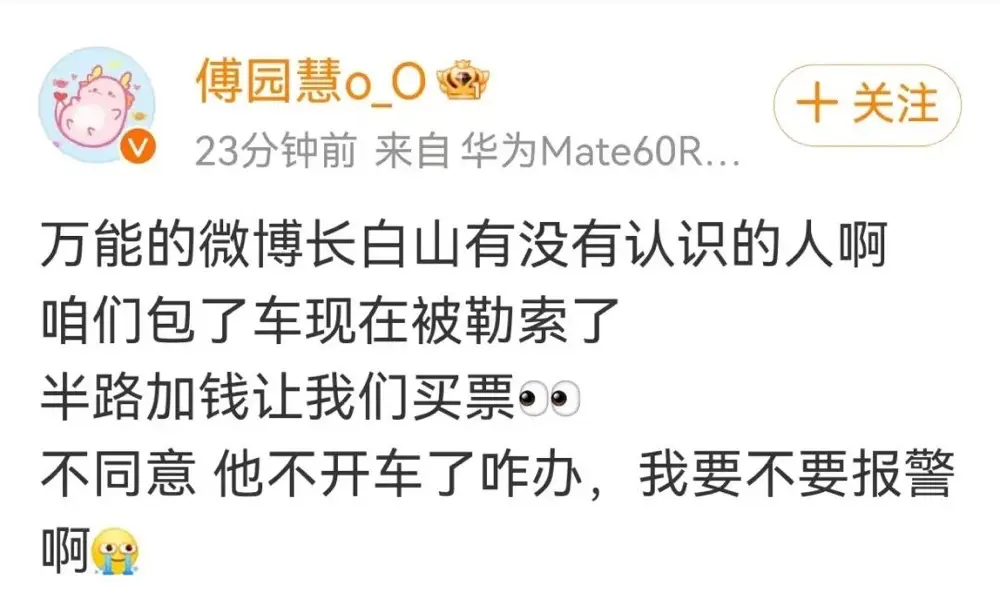 傅园慧o_O
23分钟前 来自 华为Mate60R...
＋关注
万能的微博长白山有没有认识的人啊
咱们包了车现在被勒索了
半路加钱让我们买票👀
不同意 他不开车了咋办，我要不要报警
啊😭